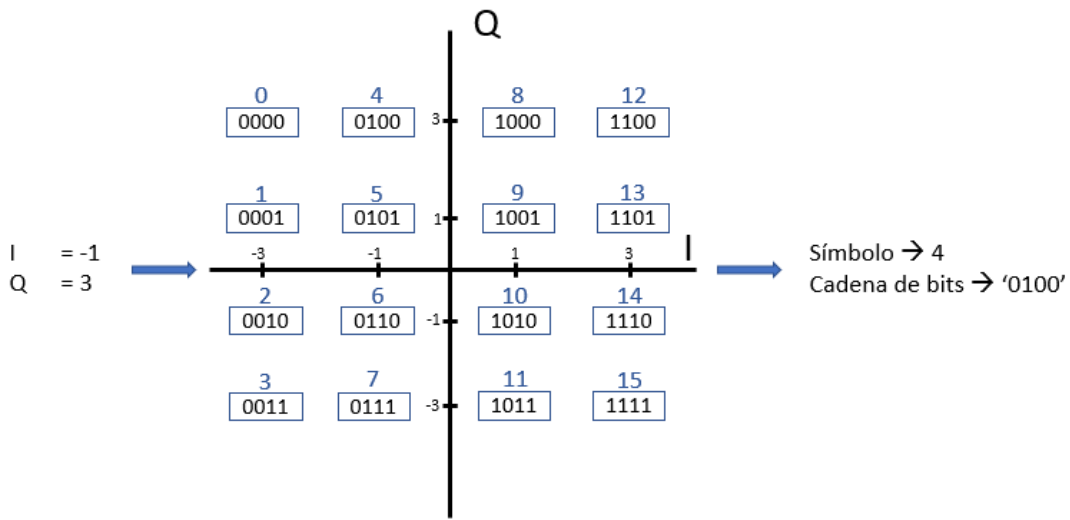 Q
0 4 8 12
0000 0100 3 1000 1100
1 5 9 13
0001 0101 1 1001 1101
I = -1
Q = 3
-3 -1 1 3 I
Símbolo → 4
Cadena de bits → ‘0100’
2 6 10 14
0010 0110 -1 1010 1110
3 7 11 15
0011 0111 -3 1011 1111